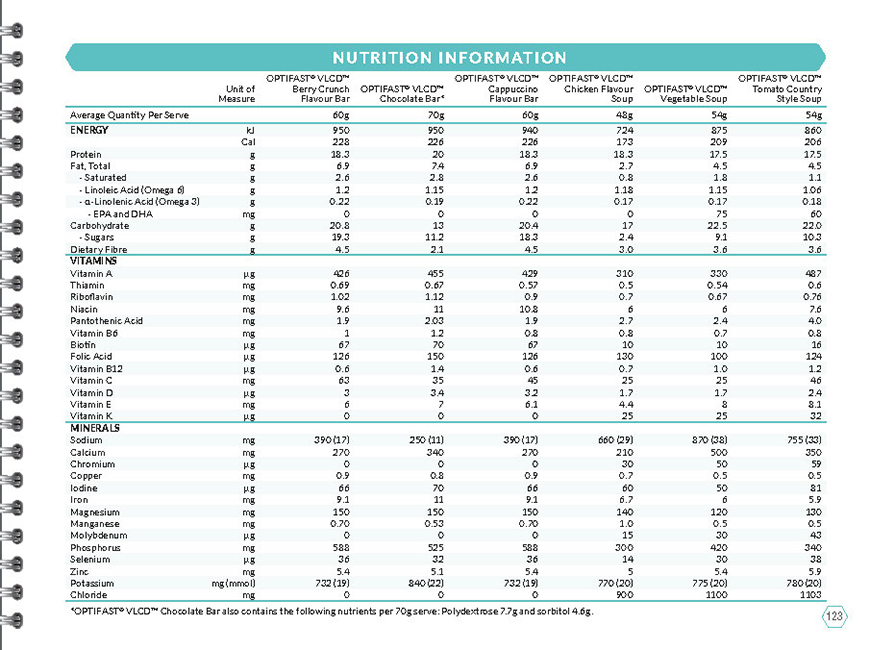 NUTRITION INFORMATION
Unit of Measure OPTIFAST® VLCD™ Berry Crunch Flavour Bar OPTIFAST® VLCD™ Chocolate Bar* OPTIFAST® VLCD™ Cappuccino Flavour Bar OPTIFAST® VLCD™ Chicken Flavour Soup OPTIFAST® VLCD™ Vegetable Soup OPTIFAST® VLCD™ Tomato Country Style Soup
Average Quantity Per Serve 60g 70g 60g 48g 54g 54g
ENERGY kJ 950 950 940 724 875 860
Cal 228 226 226 173 209 206
Protein g 18.3 20 18.3 18.3 17.5 17.5
Fat, Total g 6.9 7.4 6.9 2.7 4.5 4.5
- Saturated g 2.6 2.8 2.6 0.8 1.8 1.1
- Linoleic Acid (Omega 6) g 1.2 1.15 1.2 1.18 1.15 1.06
- α-Linolenic Acid (Omega 3) g 0.22 0.19 0.22 0.17 0.17 0.18
- EPA and DHA mg 0 0 0 0 75 60
Carbohydrate g 20.8 13 20.4 17 22.5 22.0
- Sugars g 19.3 11.2 18.3 2.4 9.1 10.3
Dietary Fibre g 4.5 2.1 4.5 3.0 3.6 3.6
VITAMINS
Vitamin A µg 426 455 429 310 330 487
Thiamin mg 0.69 0.67 0.57 0.5 0.54 0.6
Riboflavin mg 1.02 1.12 0.9 0.7 0.67 0.76
Niacin mg 9.6 11 10.8 6 6 7.6
Pantothenic Acid mg 1.9 2.03 1.9 2.7 2.4 4.0
Vitamin B6 mg 1 1.2 0.8 0.8 0.7 0.8
Biotin µg 67 70 67 10 10 16
Folic Acid µg 126 150 126 130 100 124
Vitamin B12 µg 0.6 1.4 0.6 0.7 1.0 1.2
Vitamin C mg 63 35 45 25 25 46
Vitamin D µg 3 3.4 3.2 1.7 1.7 2.4
Vitamin E mg 6 7 6.1 4.4 8 8.1
Vitamin K µg 0 0 0 25 25 32
MINERALS
Sodium mg 390 (17) 250 (11) 390 (17) 660 (29) 870 (38) 755 (33)
Calcium mg 270 340 270 210 500 350
Chromium µg 0 0 0 30 50 59
Copper mg 0.9 0.8 0.9 0.7 0.5 0.5
Iodine µg 66 70 66 60 50 81
Iron mg 9.1 11 9.1 6.7 6 5.9
Magnesium mg 150 150 150 140 120 130
Manganese mg 0.70 0.53 0.70 1.0 0.5 0.5
Molybdenum µg 0 0 0 15 30 43
Phosphorus mg 588 525 588 300 420 340
Selenium µg 36 32 36 14 30 38
Zinc mg 5.4 5.1 5.4 5 5.4 5.9
Potassium mg (mmol) 732 (19) 840 (22) 732 (19) 770 (20) 775 (20) 780 (20)
Chloride mg 0 0 0 900 1100 1103
*OPTIFAST® VLCD™ Chocolate Bar also contains the following nutrients per 70g serve: Polydextrose 7.7g and sorbitol 4.6g.
123